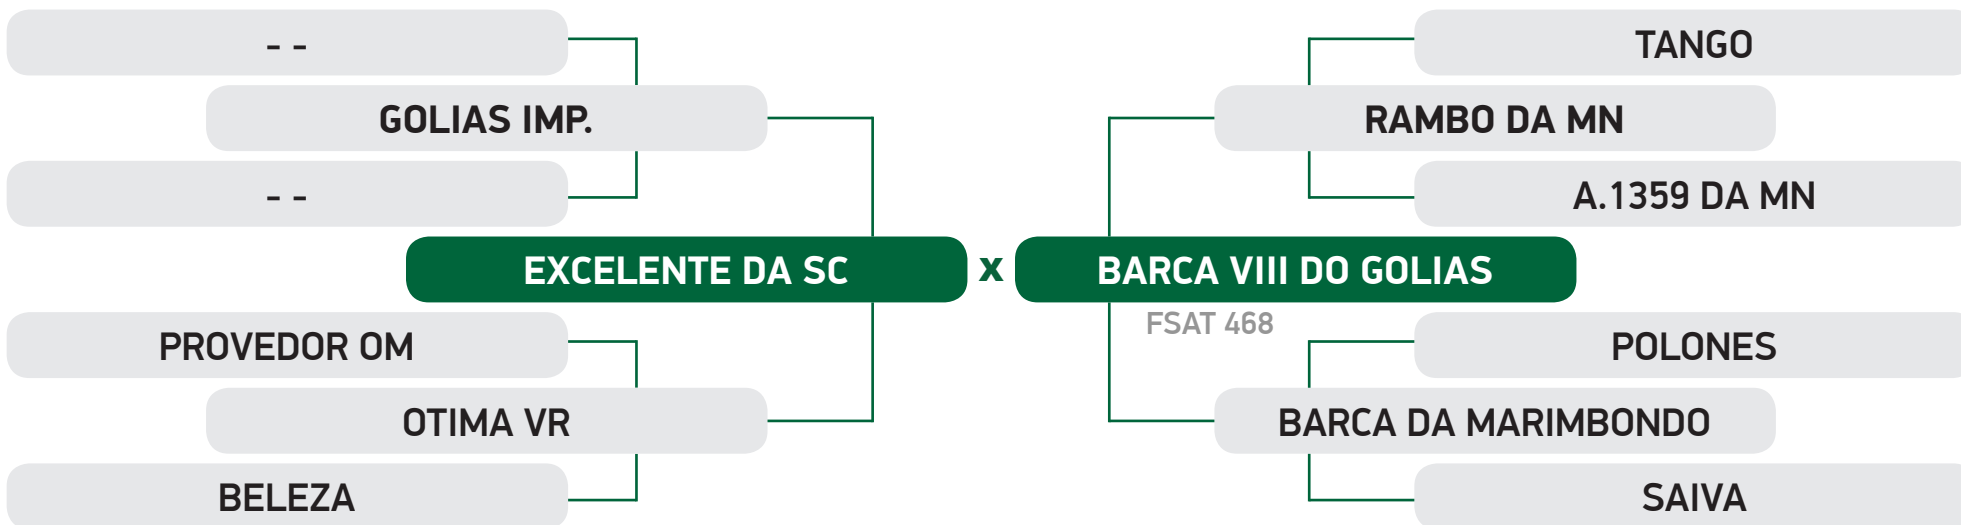 - -
TANGO
GOLIAS IMP.
RAMBO DA MN
- -
A.1359 DA MN
EXCELENTE DA SC x BARCA VIII DO GOLIAS
FSAT 468
PROVEDOR OM
POLONES
OTIMA VR
BARCA DA MARIMBONDO
BELEZA
SAIVA